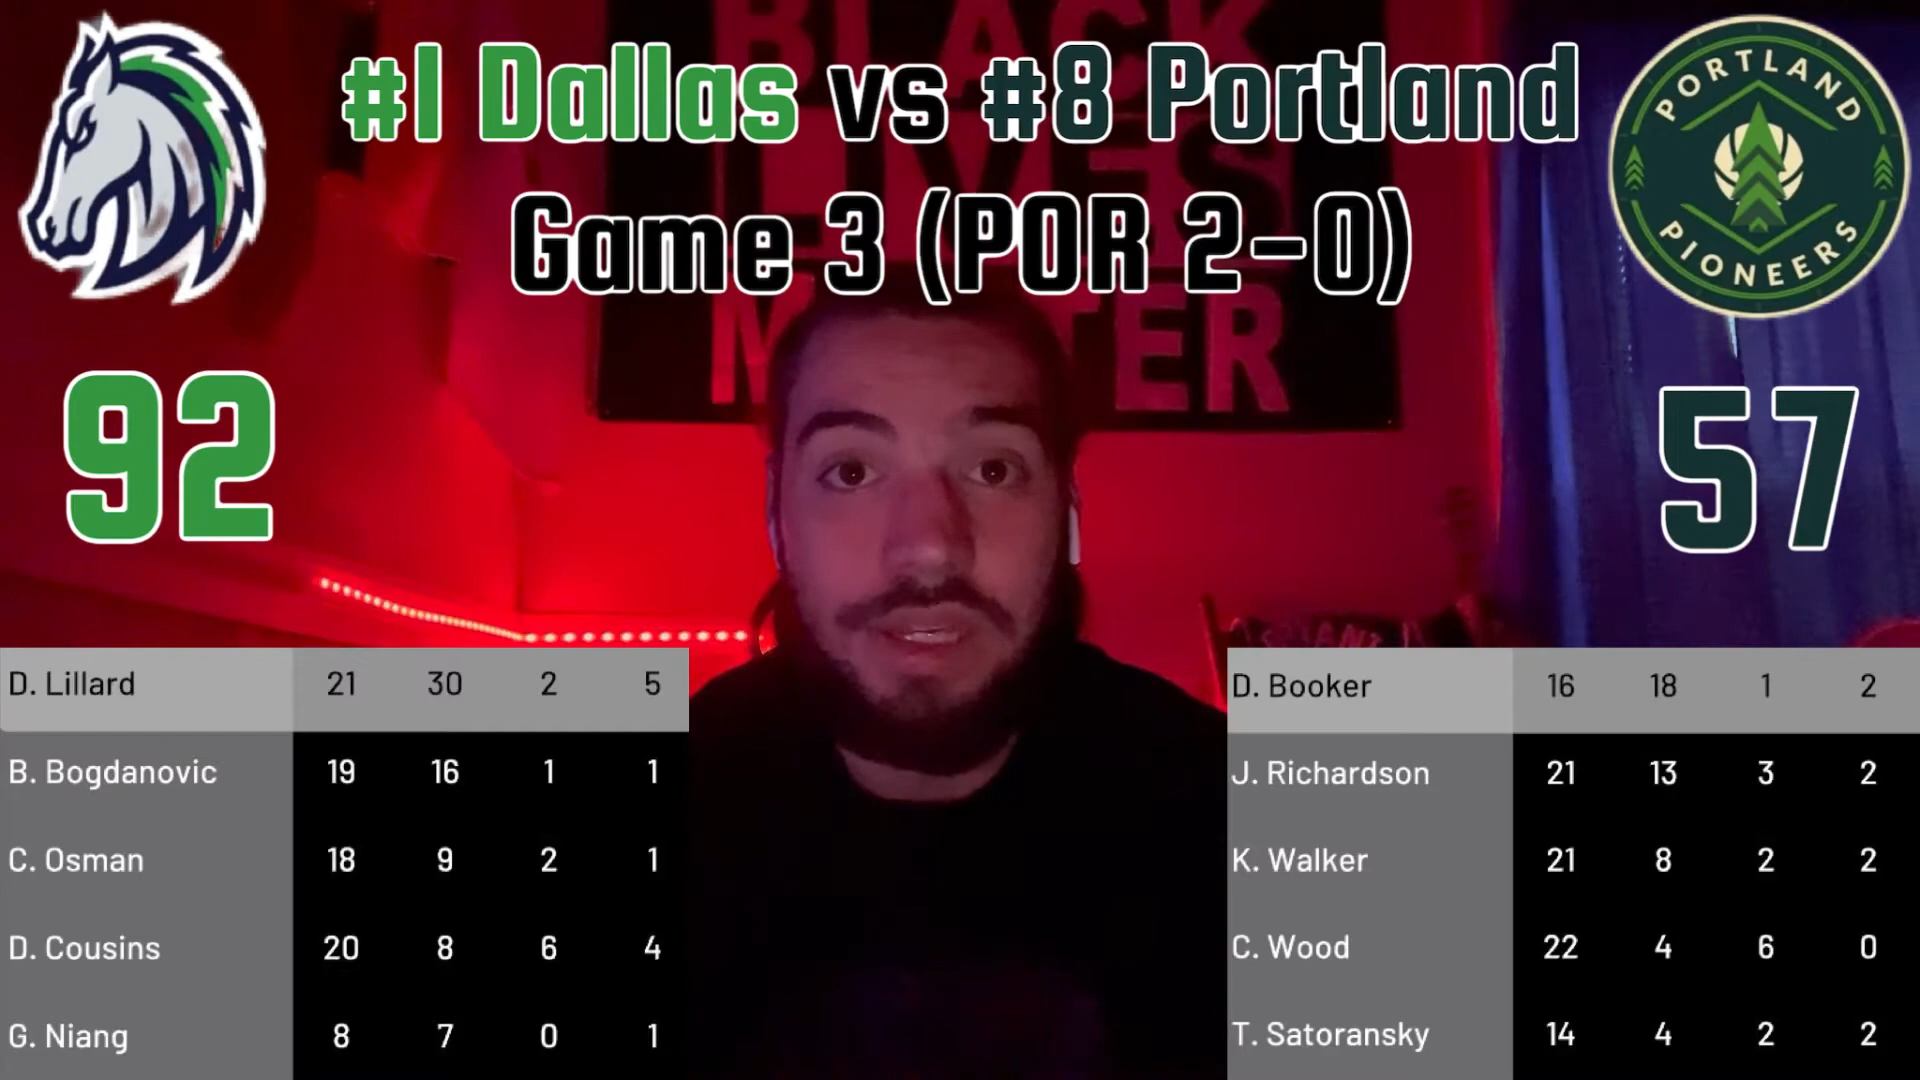 #1 Dallas vs #8 Portland
Game 3 (POR 2-0)
PORTLAND
PIONEERS
BLACK
LIVES
MATTER
92
57
D. Lillard 21 30 2 5
B. Bogdanovic 19 16 1 1
C. Osman 18 9 2 1
D. Cousins 20 8 6 4
G. Niang 8 7 0 1
D. Booker 16 18 1 2
J. Richardson 21 13 3 2
K. Walker 21 8 2 2
C. Wood 22 4 6 0
T. Satoransky 14 4 2 2